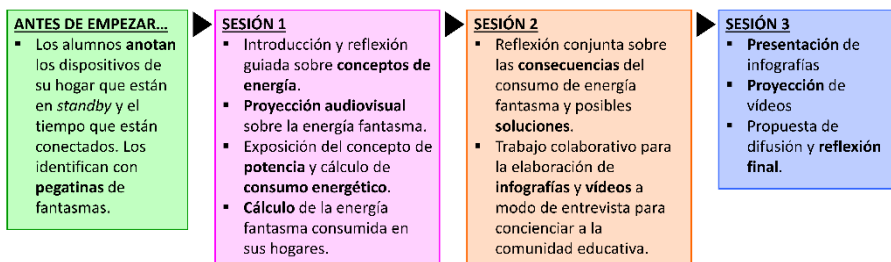 ANTES DE EMPEZAR...
▪ Los alumnos anotan
los dispositivos de
su hogar que están
en standby y el
tiempo que están
conectados. Los
identifican con
pegatinas de
fantasmas.
SESIÓN 1
▪ Introducción y reflexión
guiada sobre conceptos de
energía.
▪ Proyección audiovisual
sobre la energía fantasma.
▪ Exposición del concepto de
potencia y cálculo de
consumo energético.
▪ Cálculo de la energía
fantasma consumida en
sus hogares.
SESIÓN 2
▪ Reflexión conjunta sobre
las consecuencias del
consumo de energía
fantasma y posibles
soluciones.
▪ Trabajo colaborativo para
la elaboración de
infografías y vídeos a
modo de entrevista para
concienciar a la
comunidad educativa.
SESIÓN 3
▪ Presentación de
infografías
▪ Proyección de
vídeos
▪ Propuesta de
difusión y reflexión
final.